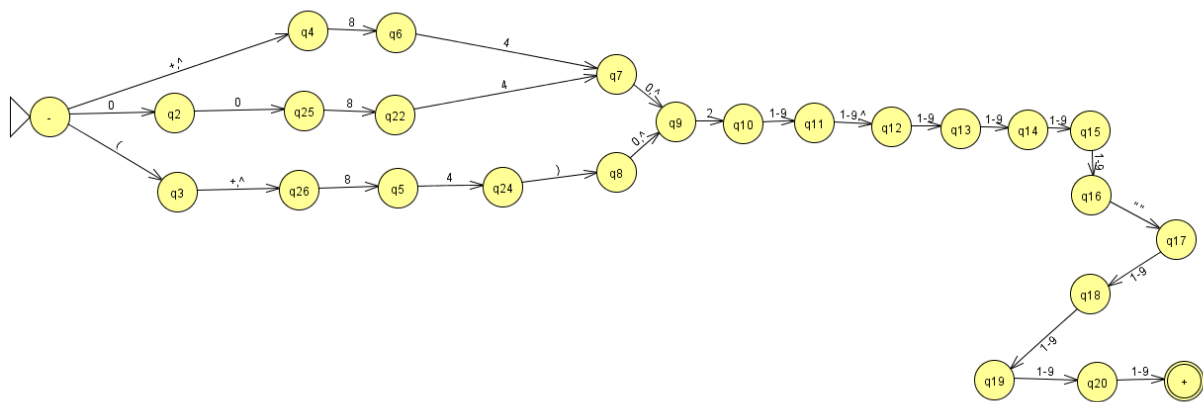 q4 8 q6 4
+,^
- 0 q2 0 q25 8 q22 4 q7
0,^
( q9 2 q10 1-9 q11 1-9,^ q12 1-9 q13 1-9 q14 1-9 q15
0,^
q3 +,^ q26 8 q5 4 q24 ) q8
1-9
q16
" "
q17
1-9
q18
1-9
q19 1-9 q20 1-9 +